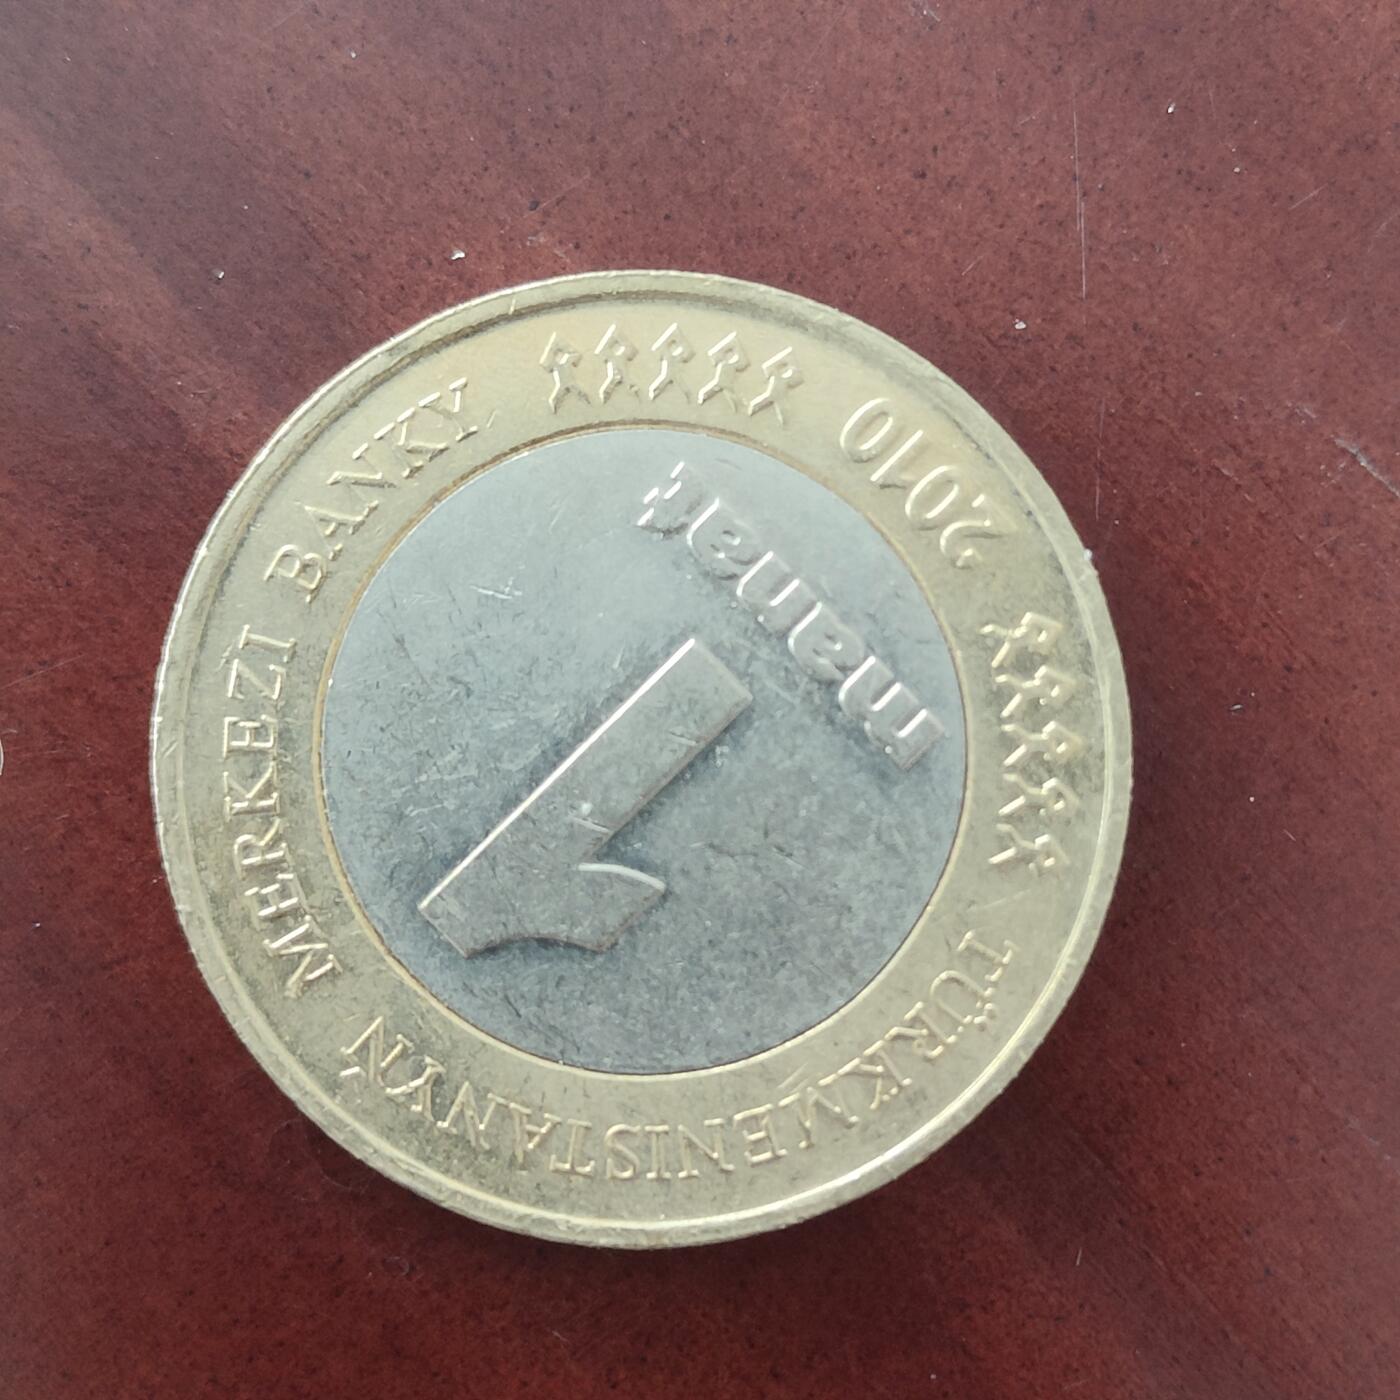 TÜRKMENISTANYŇ MERKEZI BANKY
1
manat
2010